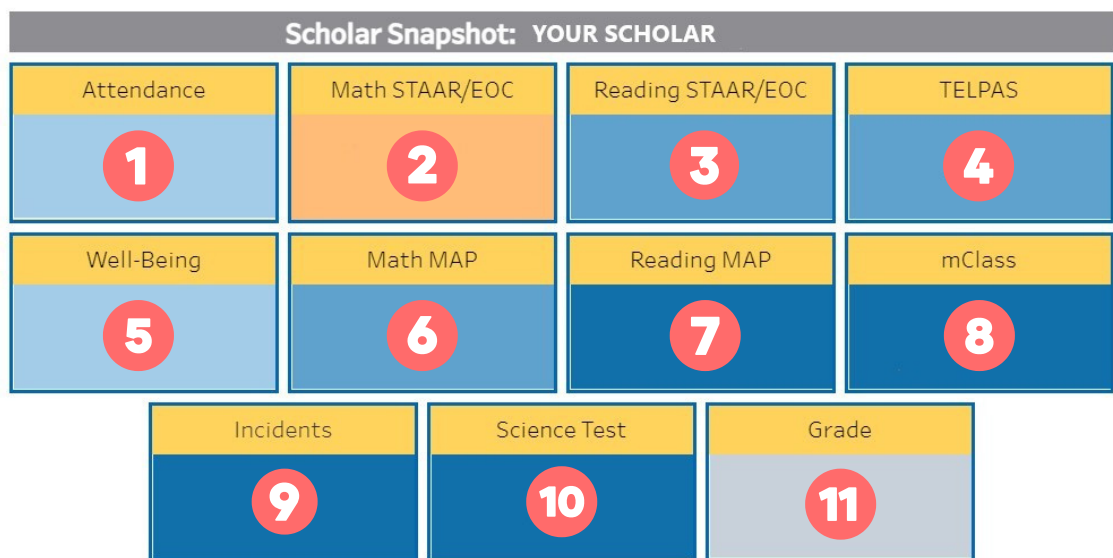 Scholar Snapshot: YOUR SCHOLAR
Attendance Math STAAR/EOC Reading STAAR/EOC TELPAS
1 2 3 4
Well-Being Math MAP Reading MAP mClass
5 6 7 8
Incidents Science Test Grade
9 10 11